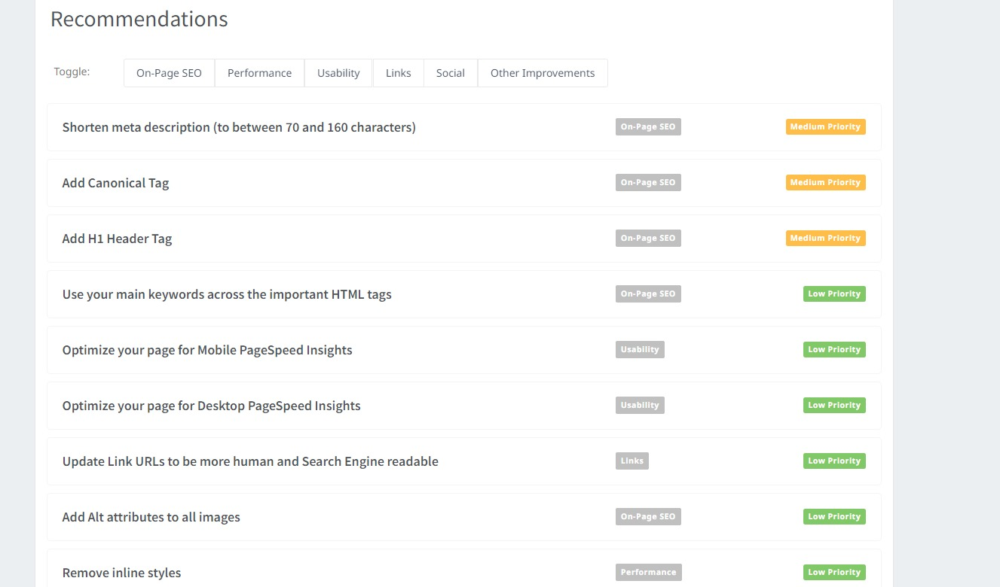 Recommendations
Toggle: On-Page SEO Performance Usability Links Social Other Improvements
Shorten meta description (to between 70 and 160 characters) On-Page SEO Medium Priority
Add Canonical Tag On-Page SEO Medium Priority
Add H1 Header Tag On-Page SEO Medium Priority
Use your main keywords across the important HTML tags On-Page SEO Low Priority
Optimize your page for Mobile PageSpeed Insights Usability Low Priority
Optimize your page for Desktop PageSpeed Insights Usability Low Priority
Update Link URLs to be more human and Search Engine readable Links Low Priority
Add Alt attributes to all images On-Page SEO Low Priority
Remove inline styles Performance Low Priority